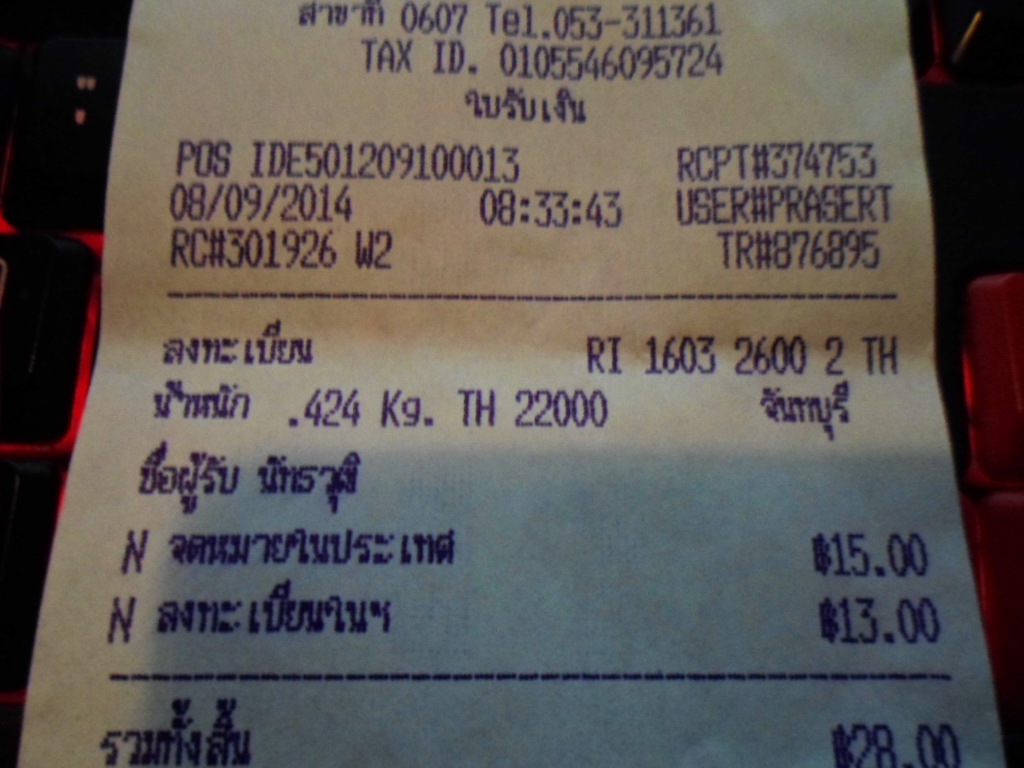 สาขาที่ 0607 Tel.053-311361
TAX ID. 0105546095724
ใบรับเงิน
POS IDE501209100013 RCPT#374753
08/09/2014 08:33:43 USER#PRASERT
RC#301926 W2 TR#876895
ลงทะเบียน RI 1603 2600 2 TH
น้ำหนัก .424 Kg. TH 22000 จันทบุรี
ชื่อผู้รับ นัทธวุฒิ
N จดหมายในประเทศ ฿15.00
N ลงทะเบียนในฯ ฿13.00
รวมทั้งสิ้น ฿28.00